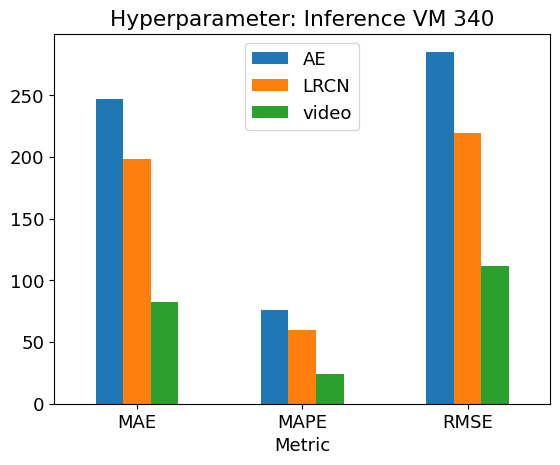 Hyperparameter: Inference VM 340
AE
LRCN
video
250
200
150
100
50
0
MAE
MAPE
RMSE
Metric